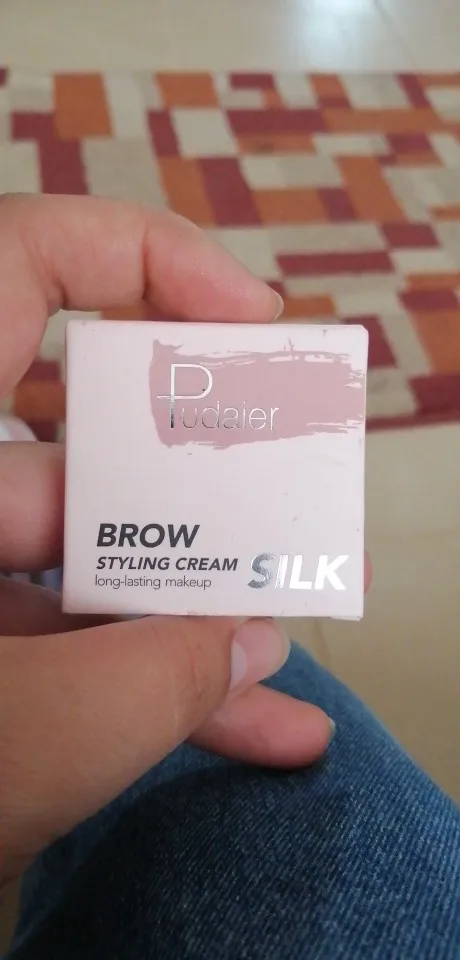 Pudaier
BROW
STYLING CREAM
long-lasting makeup
SILK